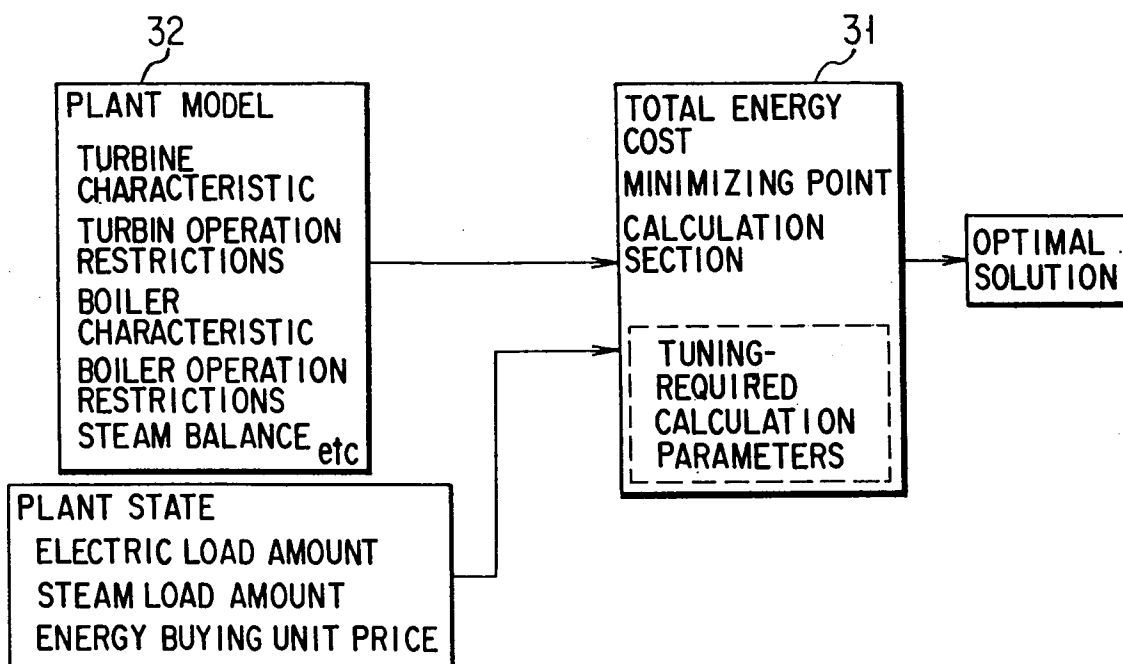 32
PLANT MODEL
TURBINE
CHARACTERISTIC
TURBIN OPERATION
RESTRICTIONS
BOILER
CHARACTERISTIC
BOILER OPERATION
RESTRICTIONS
STEAM BALANCE etc
PLANT STATE
ELECTRIC LOAD AMOUNT
STEAM LOAD AMOUNT
ENERGY BUYING UNIT PRICE
31
TOTAL ENERGY
COST
MINIMIZING POINT
CALCULATION
SECTION
TUNING-
REQUIRED
CALCULATION
PARAMETERS
OPTIMAL
SOLUTION